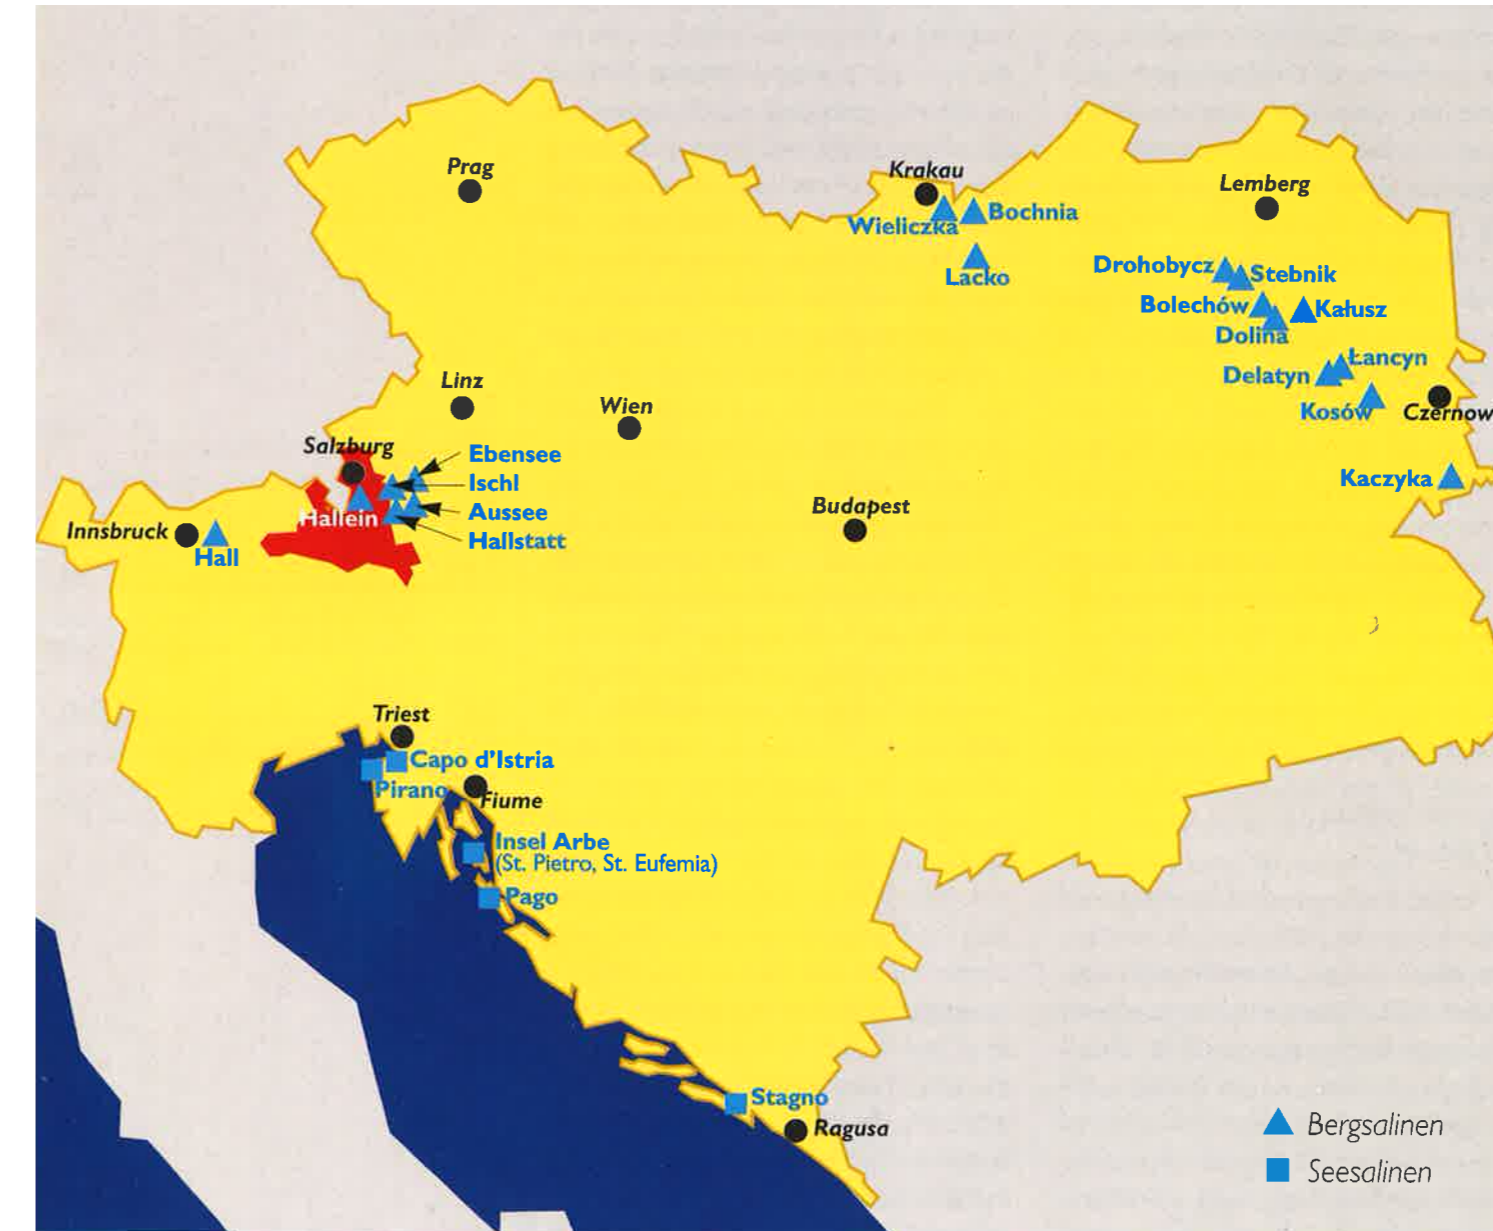 Prag
Krakau
Lemberg
Wieliczka
Bochnia
Lacko
Drohobycz
Stebnik
Bolechów
Kałusz
Dolina
Łancyn
Delatyn
Kosów
Czernow
Kaczyka
Linz
Wien
Salzburg
Ebensee
Ischl
Aussee
Hallstatt
Hallein
Innsbruck
Hall
Budapest
Triest
Capo d'Istria
Pirano
Fiume
Insel Arbe
(St. Pietro, St. Eufemia)
Pago
Stagno
Ragusa
Bergsalinen
Seesalinen